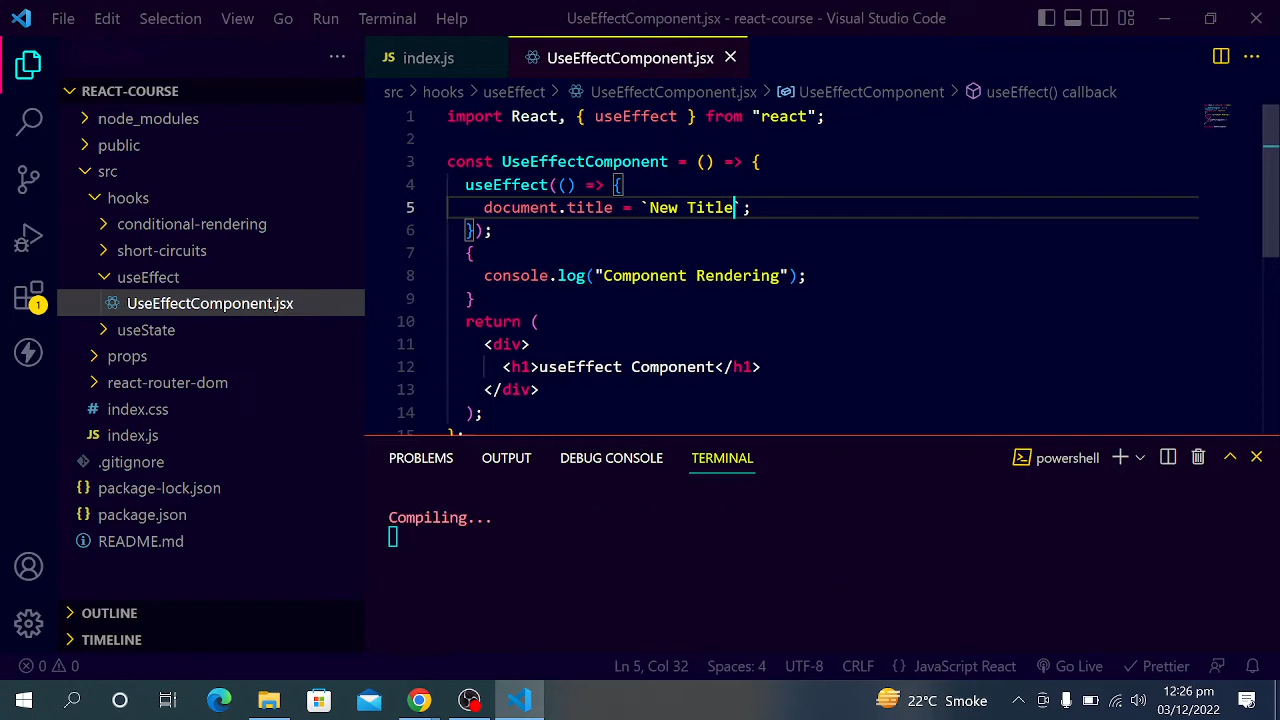 File Edit Selection View Go Run Terminal Help UseEffectComponent.jsx - react-course - Visual Studio Code
JS index.js UseEffectComponent.jsx
REACT-COURSE
node_modules
public
src
hooks
conditional-rendering
short-circuits
useEffect
UseEffectComponent.jsx
useState
props
react-router-dom
# index.css
JS index.js
.gitignore
{} package-lock.json
{} package.json
README.md
OUTLINE
TIMELINE
1
src > hooks > useEffect > UseEffectComponent.jsx > UseEffectComponent > useEffect() callback
1 import React, { useEffect } from "react";
2
3 const UseEffectComponent = () => {
4 useEffect(() => {
5 document.title = `New Title`;
6 });
7 {
8 console.log("Component Rendering");
9 }
10 return (
11 <div>
12 <h1>useEffect Component</h1>
13 </div>
14 );
15 };
PROBLEMS OUTPUT DEBUG CONSOLE TERMINAL powershell
Compiling...
0 0 Ln 5, Col 32 Spaces: 4 UTF-8 CRLF {} JavaScript React Go Live Prettier
22°C Smoke 12:26 pm
03/12/2022